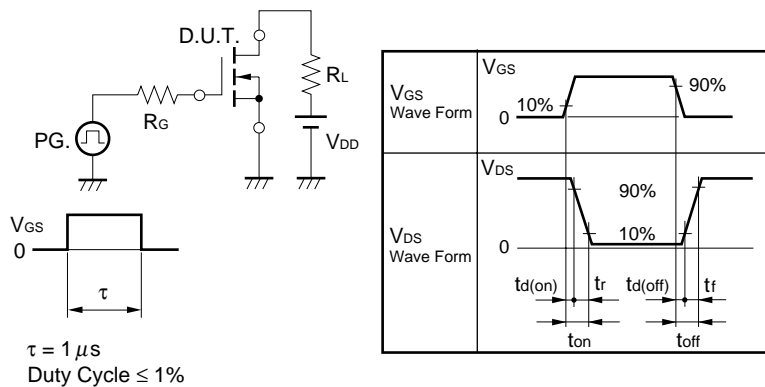 D.U.T.
RL
RG
PG.
VDD
VGS
0
τ
τ = 1 μs
Duty Cycle ≤ 1%
VGS
Wave Form
VGS
10%
90%
0
VDS
Wave Form
VDS
90%
10%
0
td(on)
tr
td(off)
tf
ton
toff